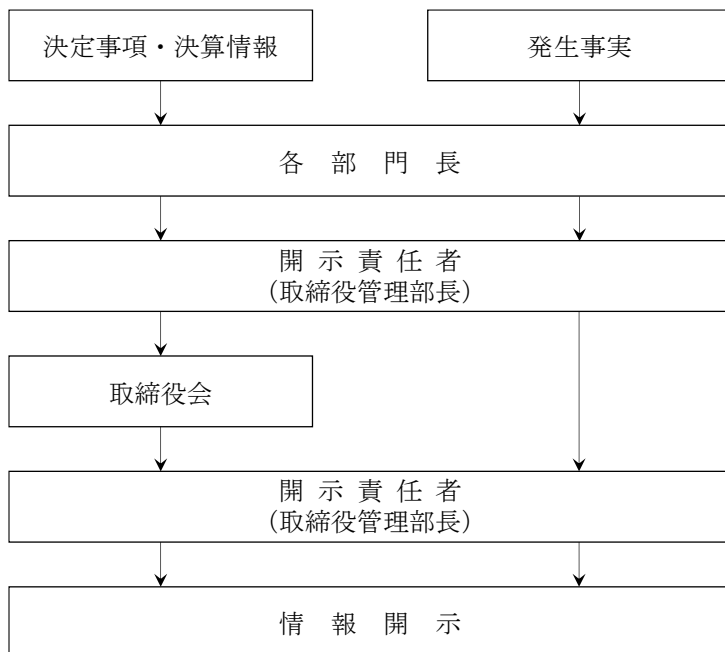 決定事項・決算情報
発生事実
各部門長
開示責任者
(取締役管理部長)
取締役会
開示責任者
(取締役管理部長)
情報開示